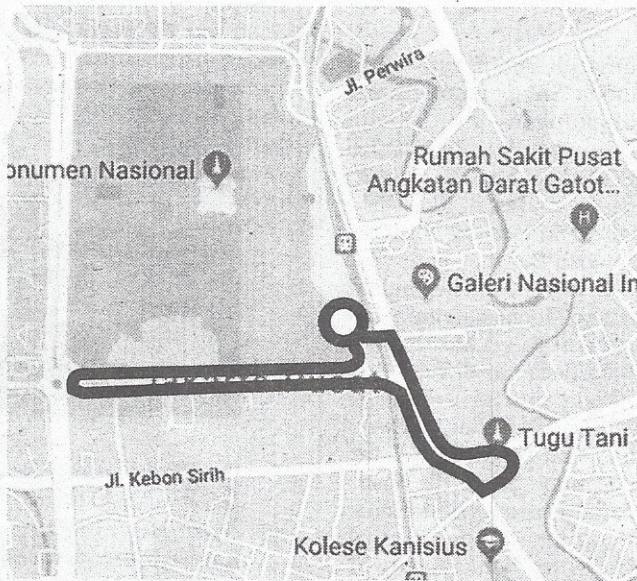 Jl. Perwira
onumen Nasional
Rumah Sakit Pusat
Angkatan Darat Gatot...
H
Galeri Nasional In
Tugu Tani
Jl. Kebon Sirih
Kolese Kanisius